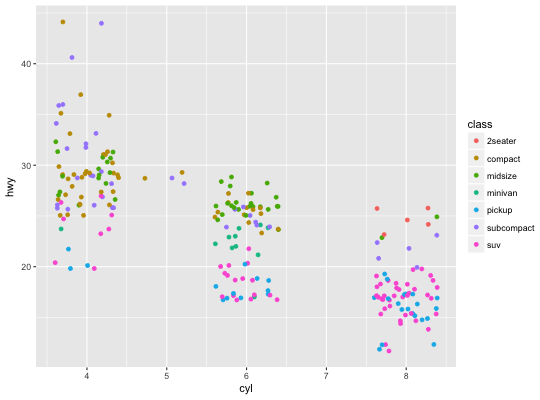 40
30
20
hwy
4
5
6
7
8
cyl
class
2seater
compact
midsize
minivan
pickup
subcompact
suv